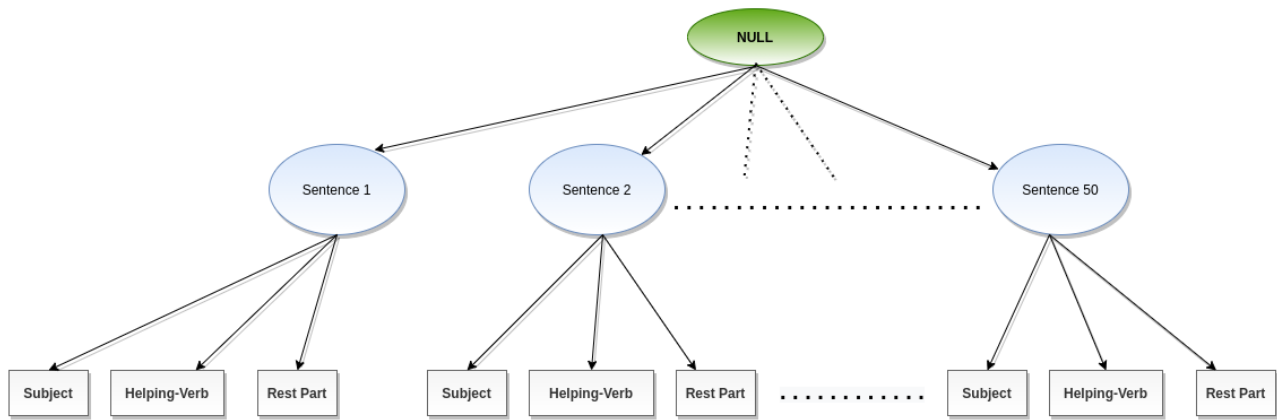 NULL
Sentence 1
Sentence 2
Sentence 50
Subject
Helping-Verb
Rest Part
Subject
Helping-Verb
Rest Part
Subject
Helping-Verb
Rest Part